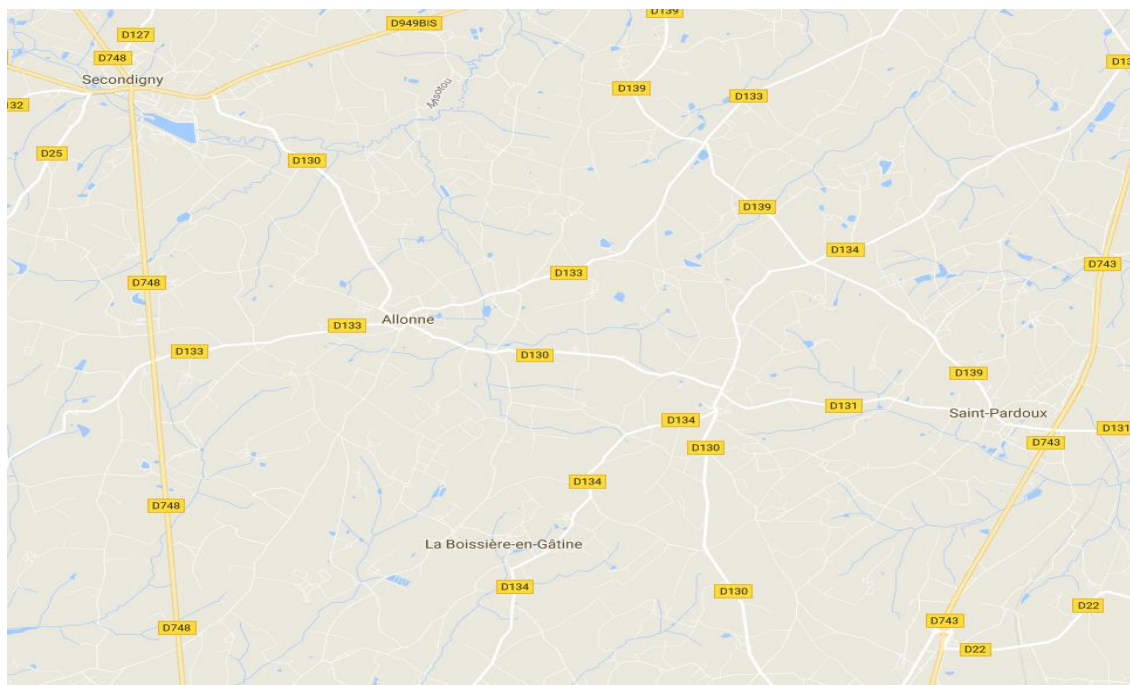 D139
D949BIS
D127
D748
D13
Secondigny
D139
D133
132
D25
D130
D139
D134
D743
D133
D748
Allonne
D133
D133
D130
D139
D131
Saint-Pardoux
D134
D131
D743
D130
D134
D748
La Boissière-en-Gâtine
D134
D130
D22
D743
D748
D22